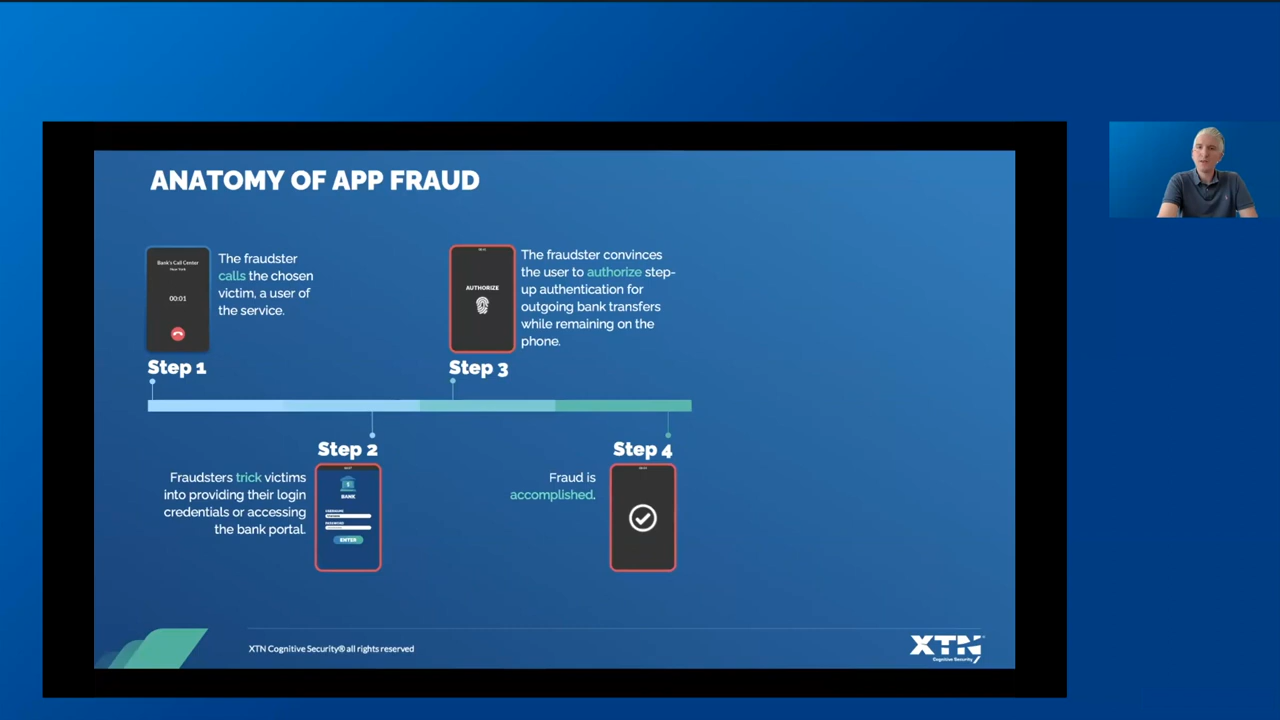 ANATOMY OF APP FRAUD
Bank's Call Center
New York
00:01
The fraudster
calls the chosen
victim, a user of
the service.
Step 1
AUTHORIZE
The fraudster convinces
the user to authorize step-
up authentication for
outgoing bank transfers
while remaining on the
phone.
Step 3
Step 2
Fraudsters trick victims
into providing their login
credentials or accessing
the bank portal.
BANK
USERNAME
PASSWORD
ENTER
Step 4
Fraud is
accomplished.
XTN Cognitive Security® all rights reserved
XTN
Cognitive Security